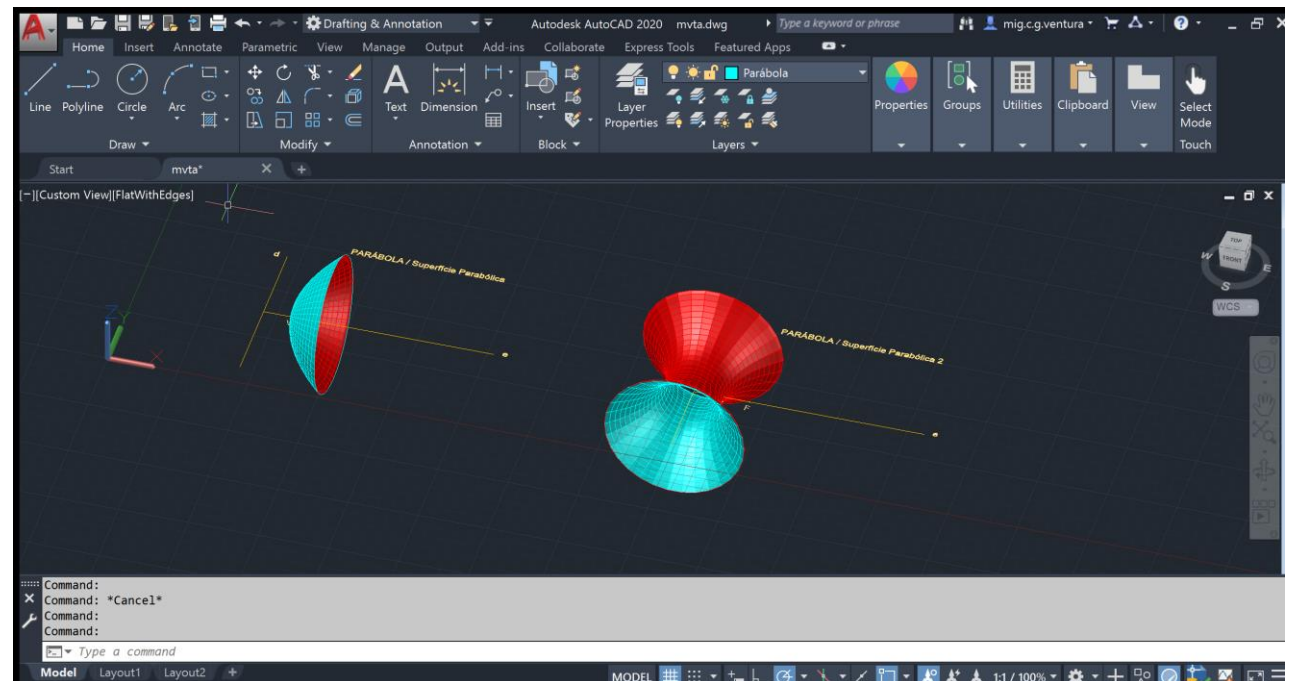 Drafting & Annotation Autodesk AutoCAD 2020 mvta.dwg Type a keyword or phrase mig.c.g.ventura
Home Insert Annotate Parametric View Manage Output Add-ins Collaborate Express Tools Featured Apps
Parábola
Line Polyline Circle Arc Text Dimension Insert Layer Properties Properties Groups Utilities Clipboard View Select Mode
Draw Modify Annotation Block Layers Touch
Start mvta*
[−][Custom View][FlatWithEdges]
TOP
FRONT
W E
S
WCS
d
PARÁBOLA / Superfície Parabólica
V
e
Z
Y
X
PARÁBOLA / Superfície Parabólica 2
F
e
Command:
Command: *Cancel*
Command:
Command:
Type a command
Model Layout1 Layout2 +
MODEL 1:1 / 100%